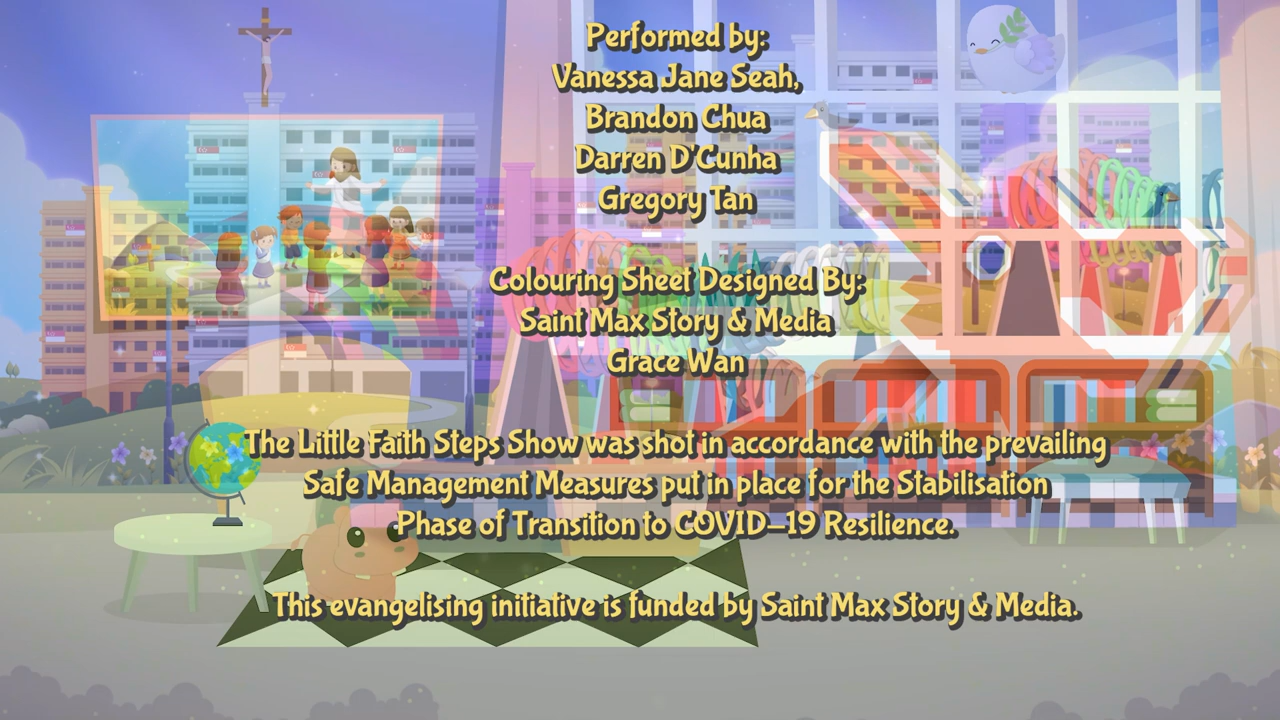 Performed by:
Vanessa Jane Seah,
Brandon Chua
Darren D'Cunha
Gregory Tan
Colouring Sheet Designed By:
Saint Max Story & Media
Grace Wan
The Little Faith Steps Show was shot in accordance with the prevailing
Safe Management Measures put in place for the Stabilisation
Phase of Transition to COVID-19 Resilience.
This evangelising initiative is funded by Saint Max Story & Media.